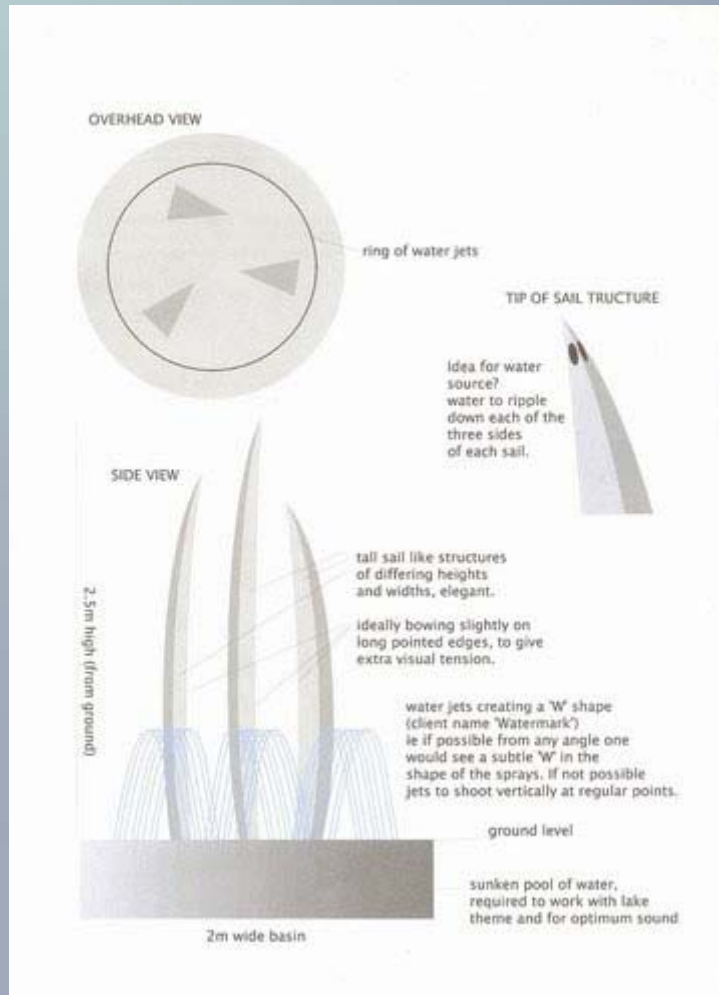 OVERHEAD VIEW
ring of water jets
TIP OF SAIL TRUCTURE
Idea for water
source?
water to ripple
down each of the
three sides
of each sail.
SIDE VIEW
tall sail like structures
of differing heights
and widths, elegant.
2.5m high (from ground)
ideally bowing slightly on
long pointed edges, to give
extra visual tension.
water jets creating a 'W' shape
(client name 'Watermark')
ie if possible from any angle one
would see a subtle 'W' in the
shape of the sprays. If not possible
jets to shoot vertically at regular points.
ground level
sunken pool of water,
required to work with lake
theme and for optimum sound
2m wide basin